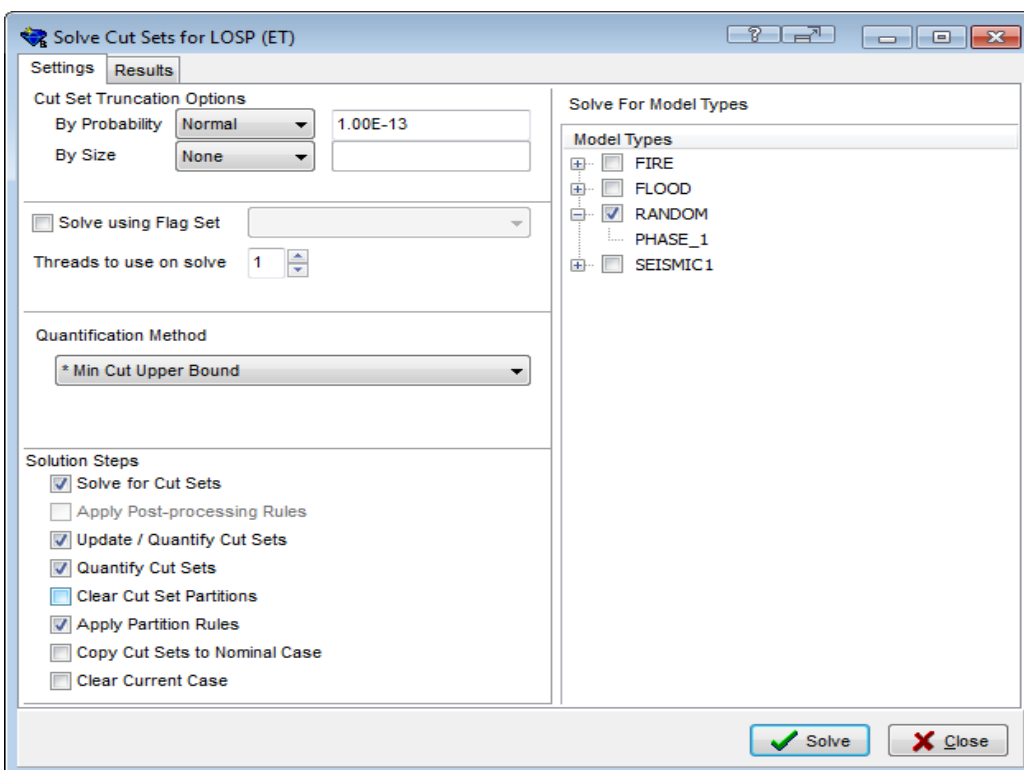 Solve Cut Sets for LOSP (ET)
?
Settings
Results
Cut Set Truncation Options
By Probability
Normal
1.00E-13
By Size
None
Solve using Flag Set
Threads to use on solve
1
Quantification Method
* Min Cut Upper Bound
Solution Steps
Solve for Cut Sets
Apply Post-processing Rules
Update / Quantify Cut Sets
Quantify Cut Sets
Clear Cut Set Partitions
Apply Partition Rules
Copy Cut Sets to Nominal Case
Clear Current Case
Solve For Model Types
Model Types
FIRE
FLOOD
RANDOM
PHASE_1
SEISMIC1
Solve
Close